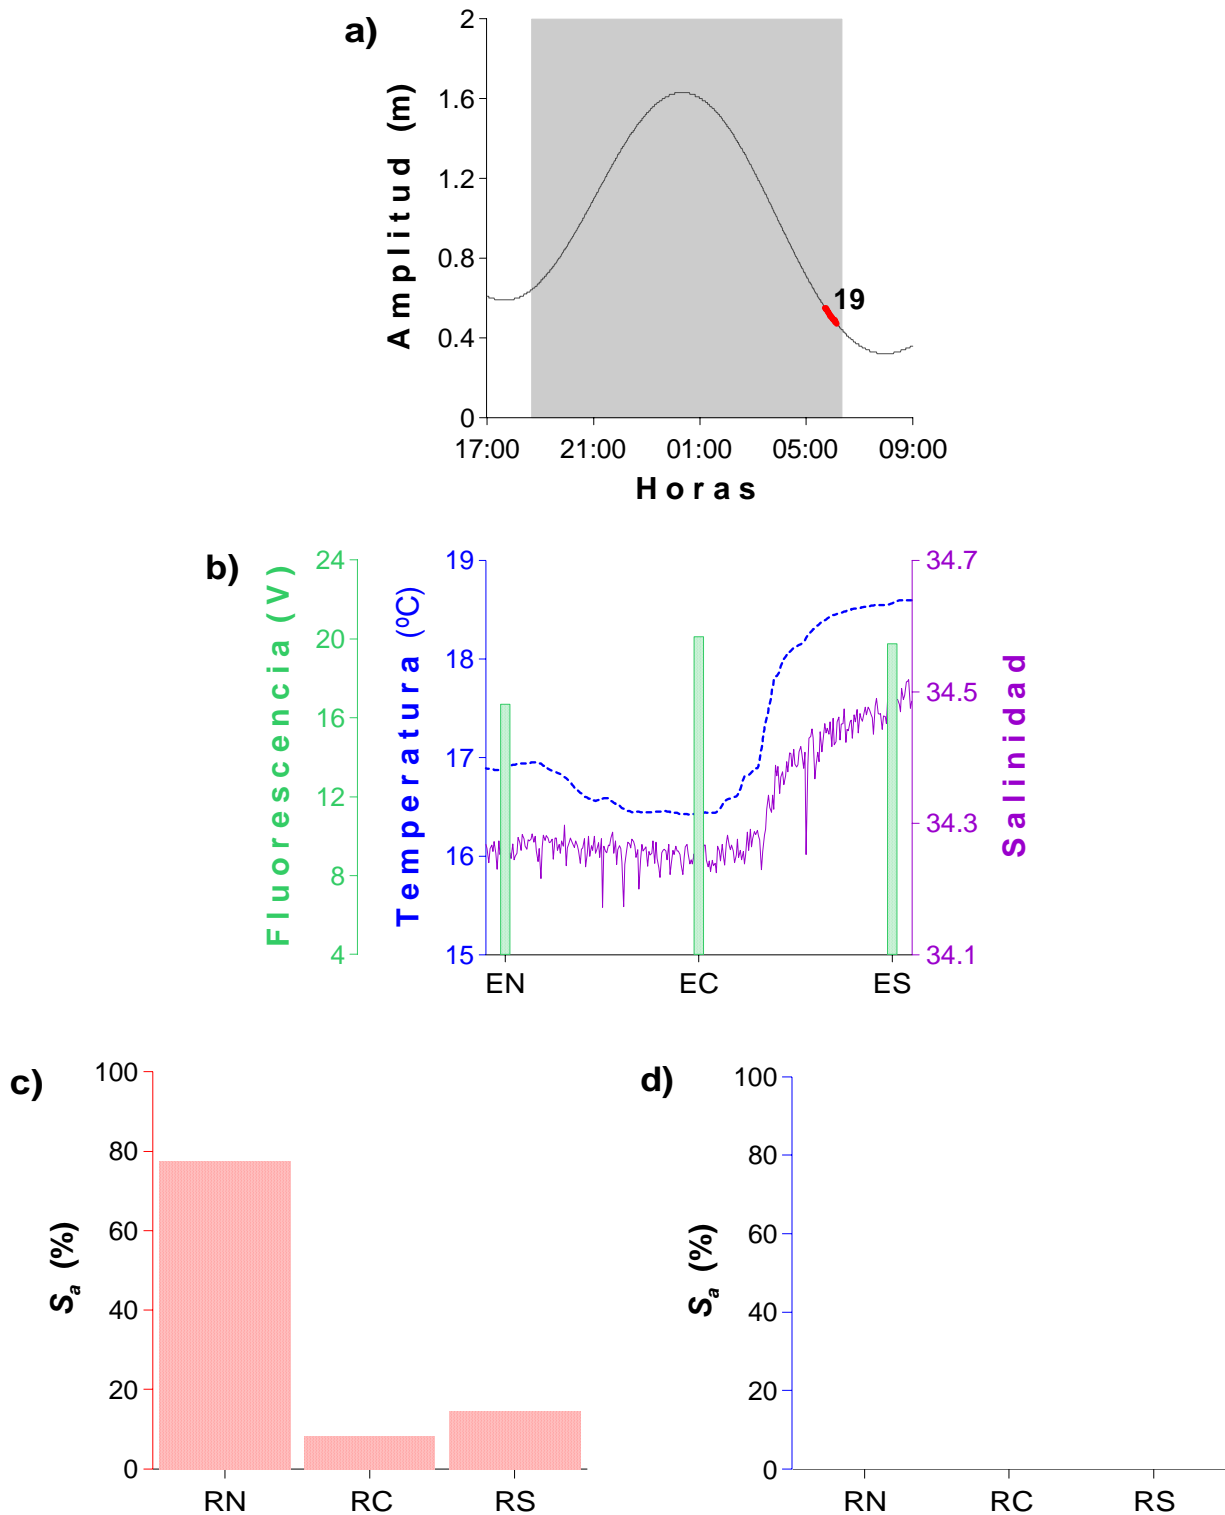 a)
Amplitud (m)
2
1.6
1.2
0.8
0.4
0
19
17:00 21:00 01:00 05:00 09:00
Horas
b)
Fluorescencia (V)
24
20
16
12
8
4
Temperatura (ºC)
19
18
17
16
15
34.7
34.5
34.3
34.1
Salinidad
EN EC ES
c)
Sa (%)
100
80
60
40
20
0
RN RC RS
d)
Sa (%)
100
80
60
40
20
0
RN RC RS